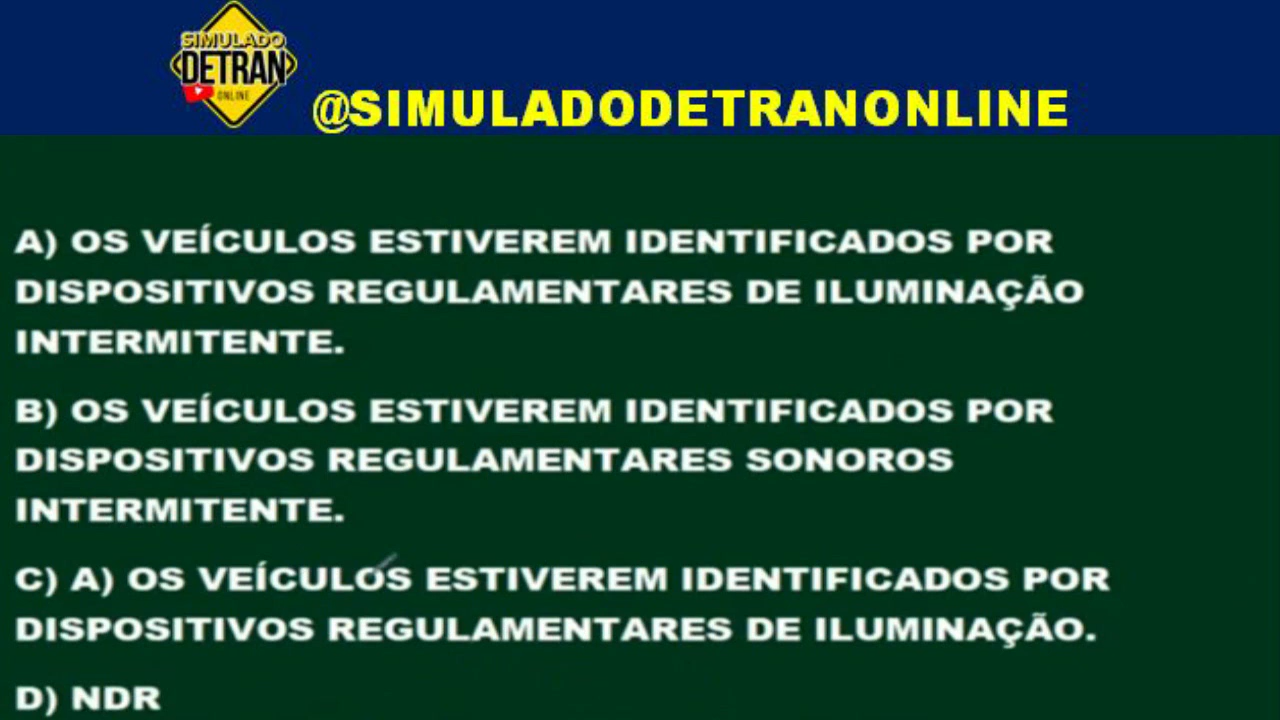 SIMULADO
DETRAN
ONLINE
@SIMULADODETRANONLINE
A) OS VEÍCULOS ESTIVEREM IDENTIFICADOS POR
DISPOSITIVOS REGULAMENTARES DE ILUMINAÇÃO
INTERMITENTE.
B) OS VEÍCULOS ESTIVEREM IDENTIFICADOS POR
DISPOSITIVOS REGULAMENTARES SONOROS
INTERMITENTE.
C) A) OS VEÍCULOS ESTIVEREM IDENTIFICADOS POR
DISPOSITIVOS REGULAMENTARES DE ILUMINAÇÃO.
D) NDR